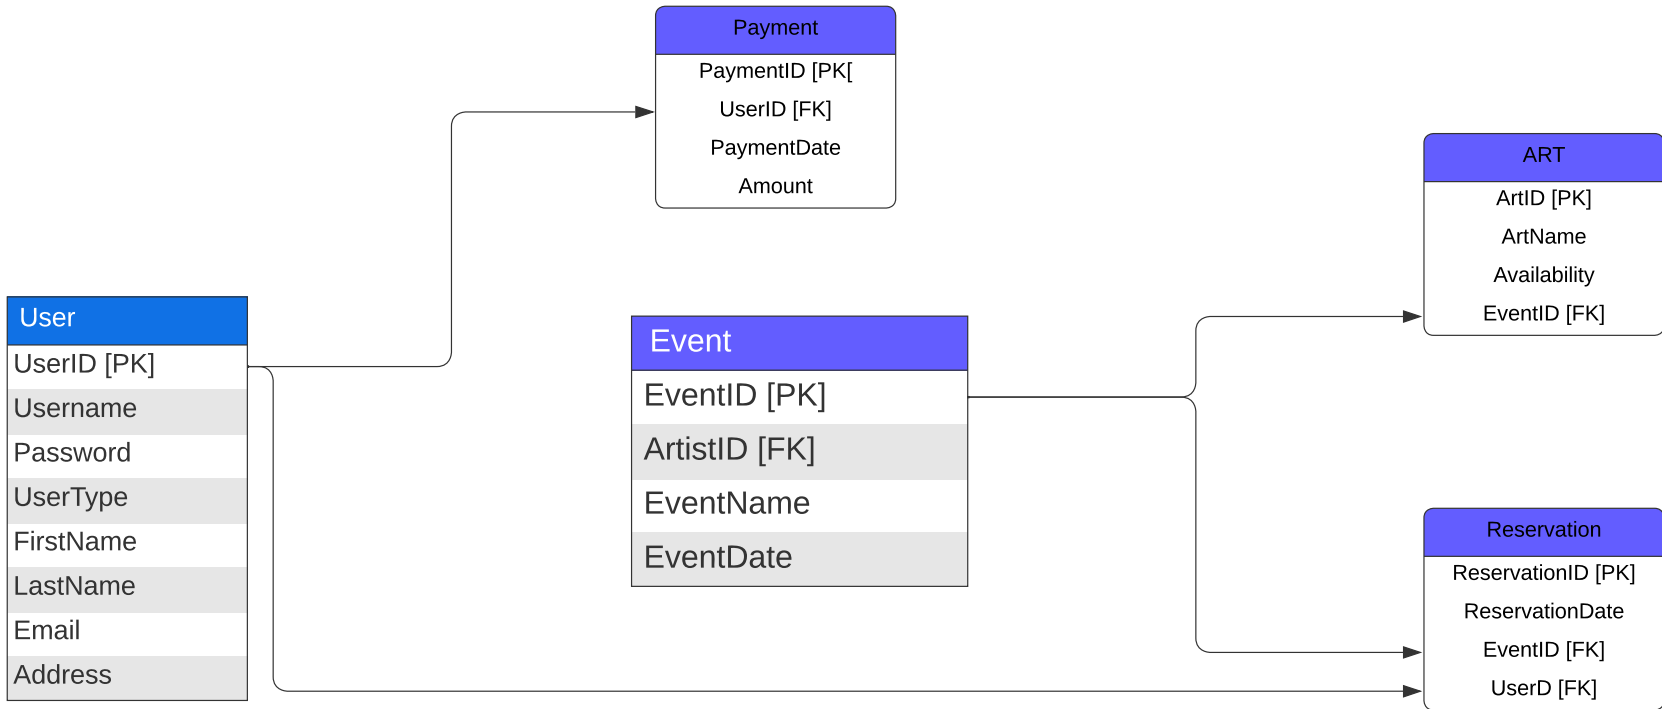 Payment
PaymentID [PK[
UserID [FK]
PaymentDate
Amount
ART
ArtID [PK]
ArtName
Availability
EventID [FK]
User
UserID [PK]
Username
Password
UserType
FirstName
LastName
Email
Address
Event
EventID [PK]
ArtistID [FK]
EventName
EventDate
Reservation
ReservationID [PK]
ReservationDate
EventID [FK]
UserD [FK]